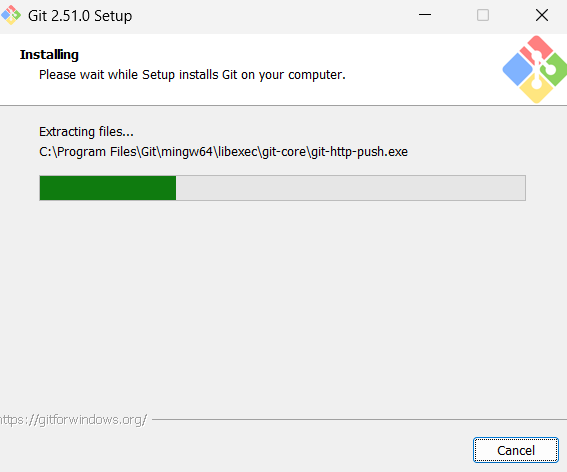 Git 2.51.0 Setup
Installing
Please wait while Setup installs Git on your computer.
Extracting files...
C:\Program Files\Git\mingw64\libexec\git-core\git-http-push.exe
https://gitforwindows.org/
Cancel